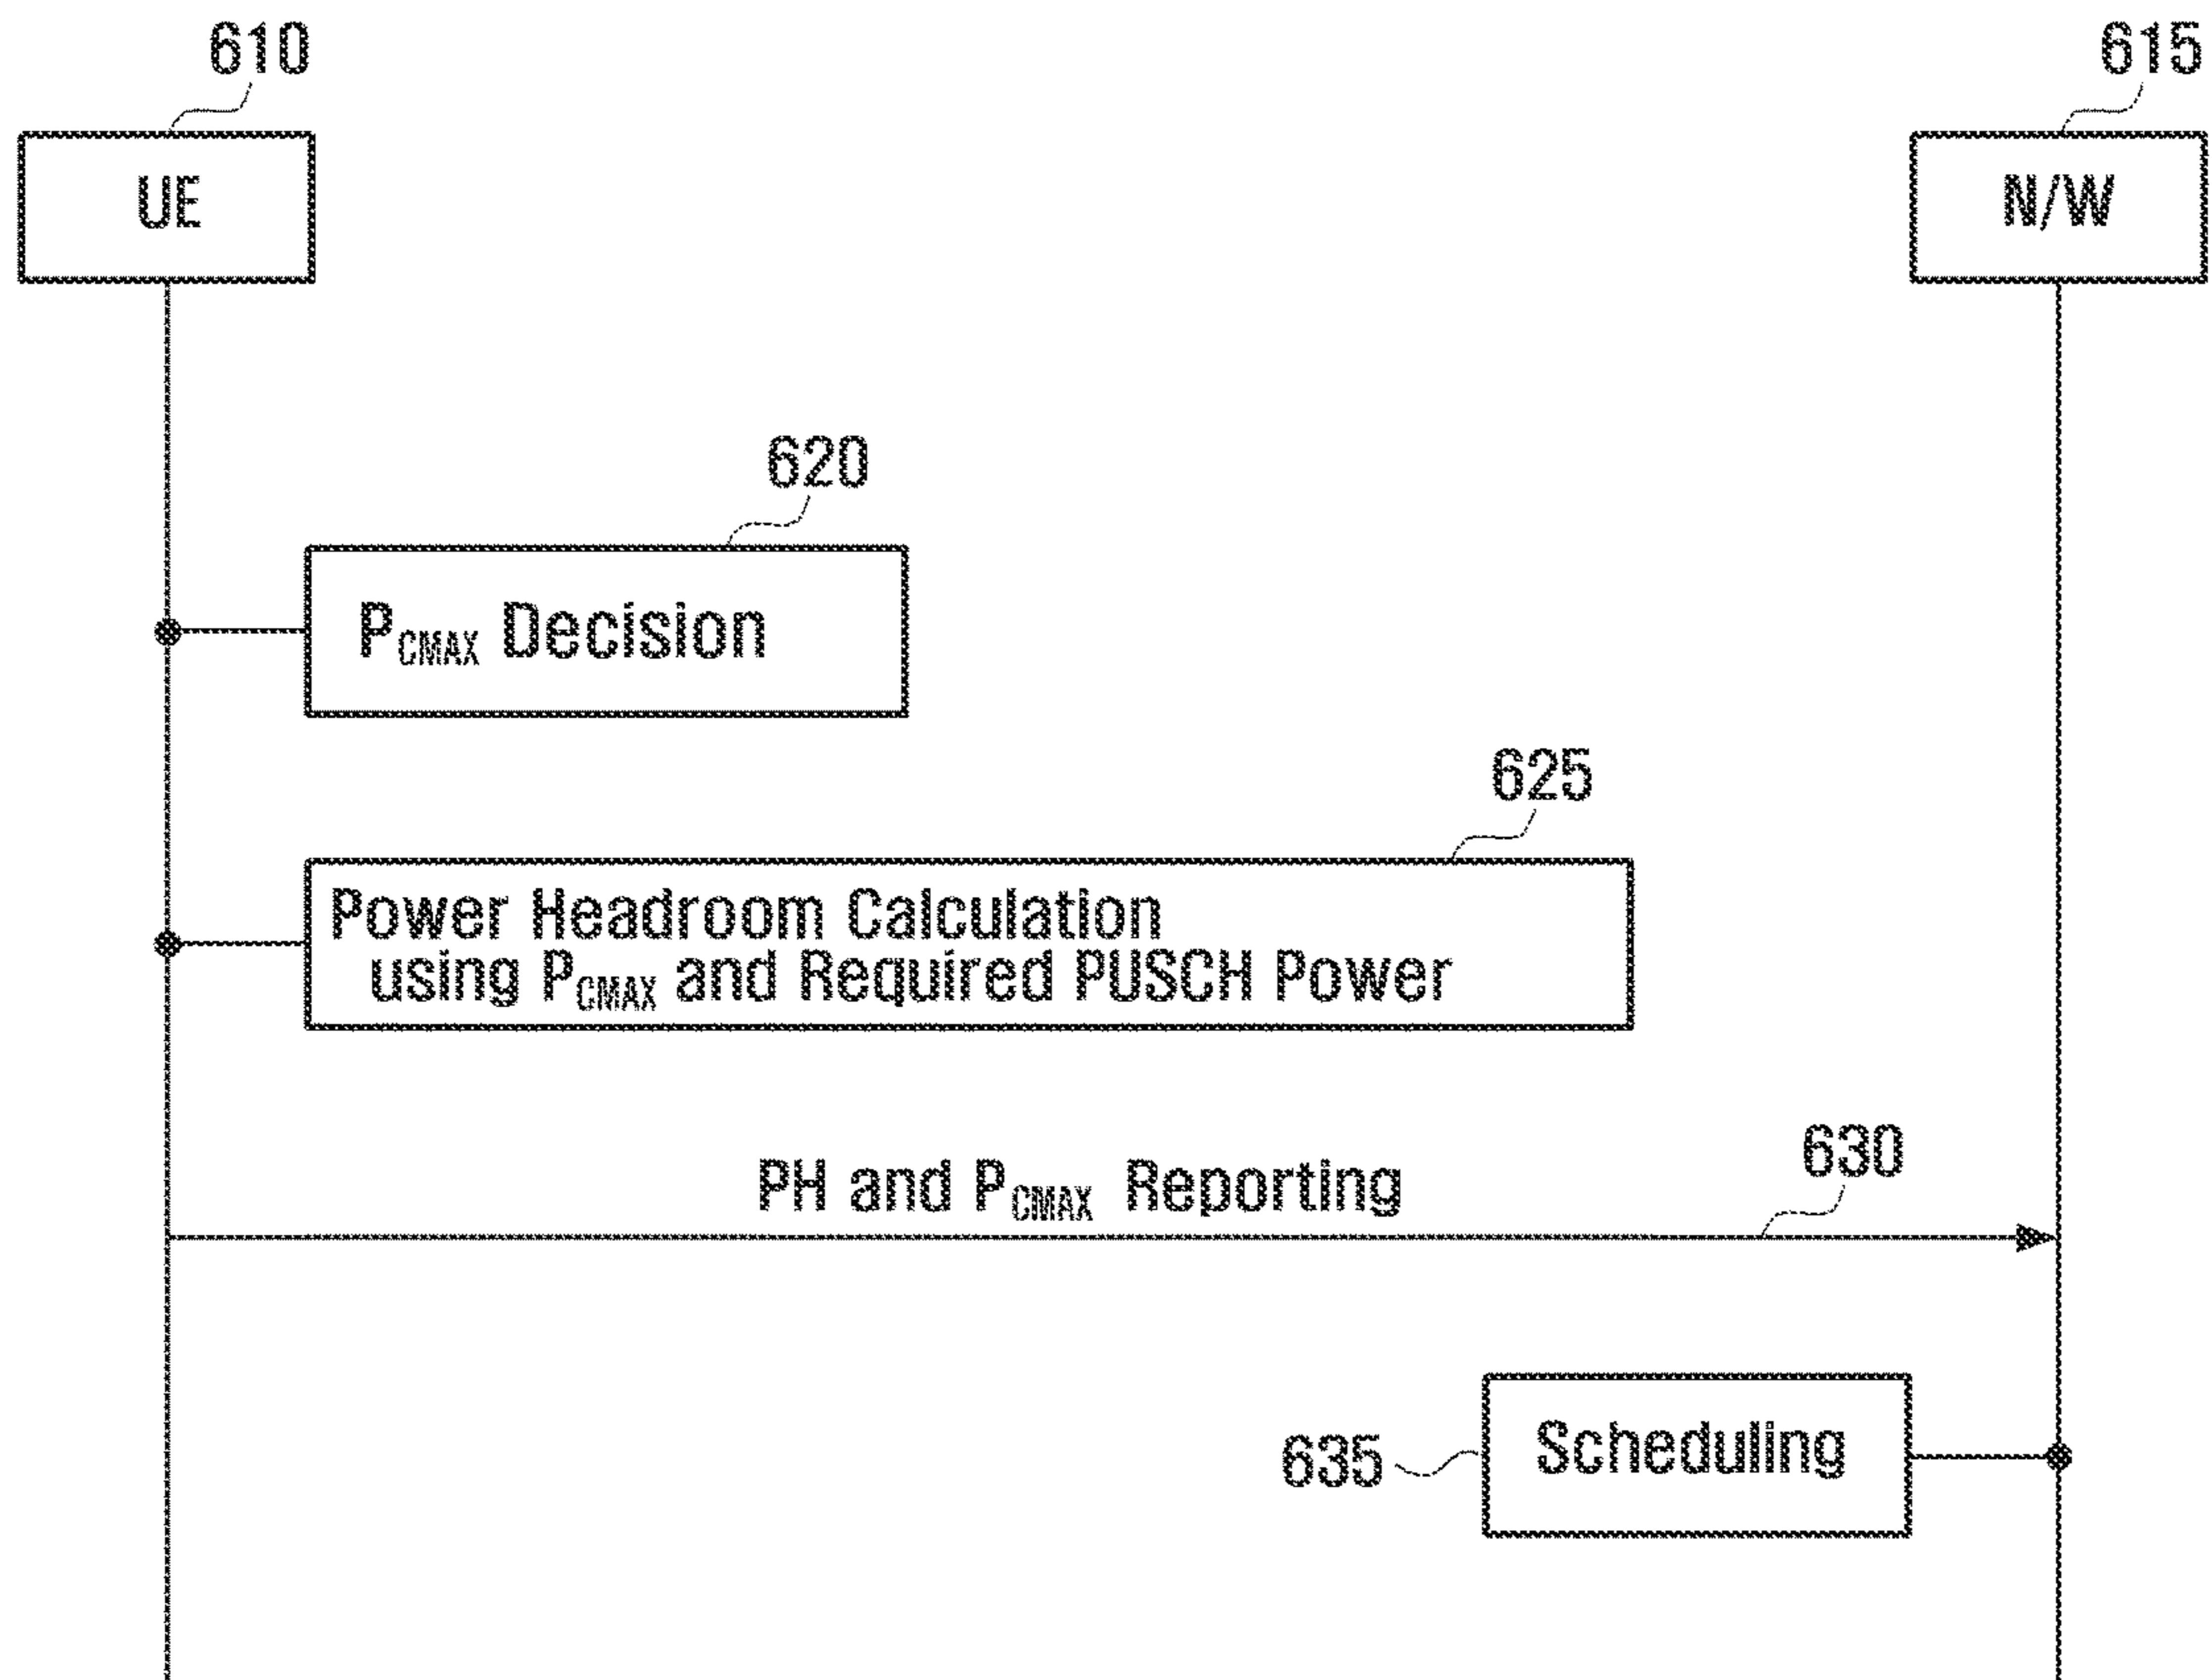 610
615
UE
N/W
620
PCMAX Decision
625
Power Headroom Calculation
using PCMAX and Required PUSCH Power
630
PH and PCMAX Reporting
635
Scheduling